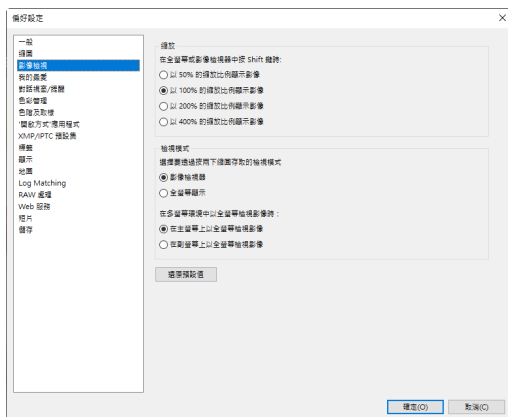 偏好設定
一般
縮圖
影像檢視
我的最愛
對話視窗/提醒
色彩管理
色階及取樣
'開啟方式'應用程式
XMP/IPTC 預設集
標籤
顯示
地圖
Log Matching
RAW 處理
Web 服務
短片
儲存
縮放
在全螢幕或影像檢視器中按 Shift 鍵時:
以 50% 的縮放比例顯示影像
以 100% 的縮放比例顯示影像
以 200% 的縮放比例顯示影像
以 400% 的縮放比例顯示影像
檢視模式
選擇要透過按兩下縮圖存取的檢視模式
影像檢視器
全螢幕顯示
在多螢幕環境中以全螢幕檢視影像時:
在主螢幕上以全螢幕檢視影像
在副螢幕上以全螢幕檢視影像
還原預設值
確定(O)
取消(C)